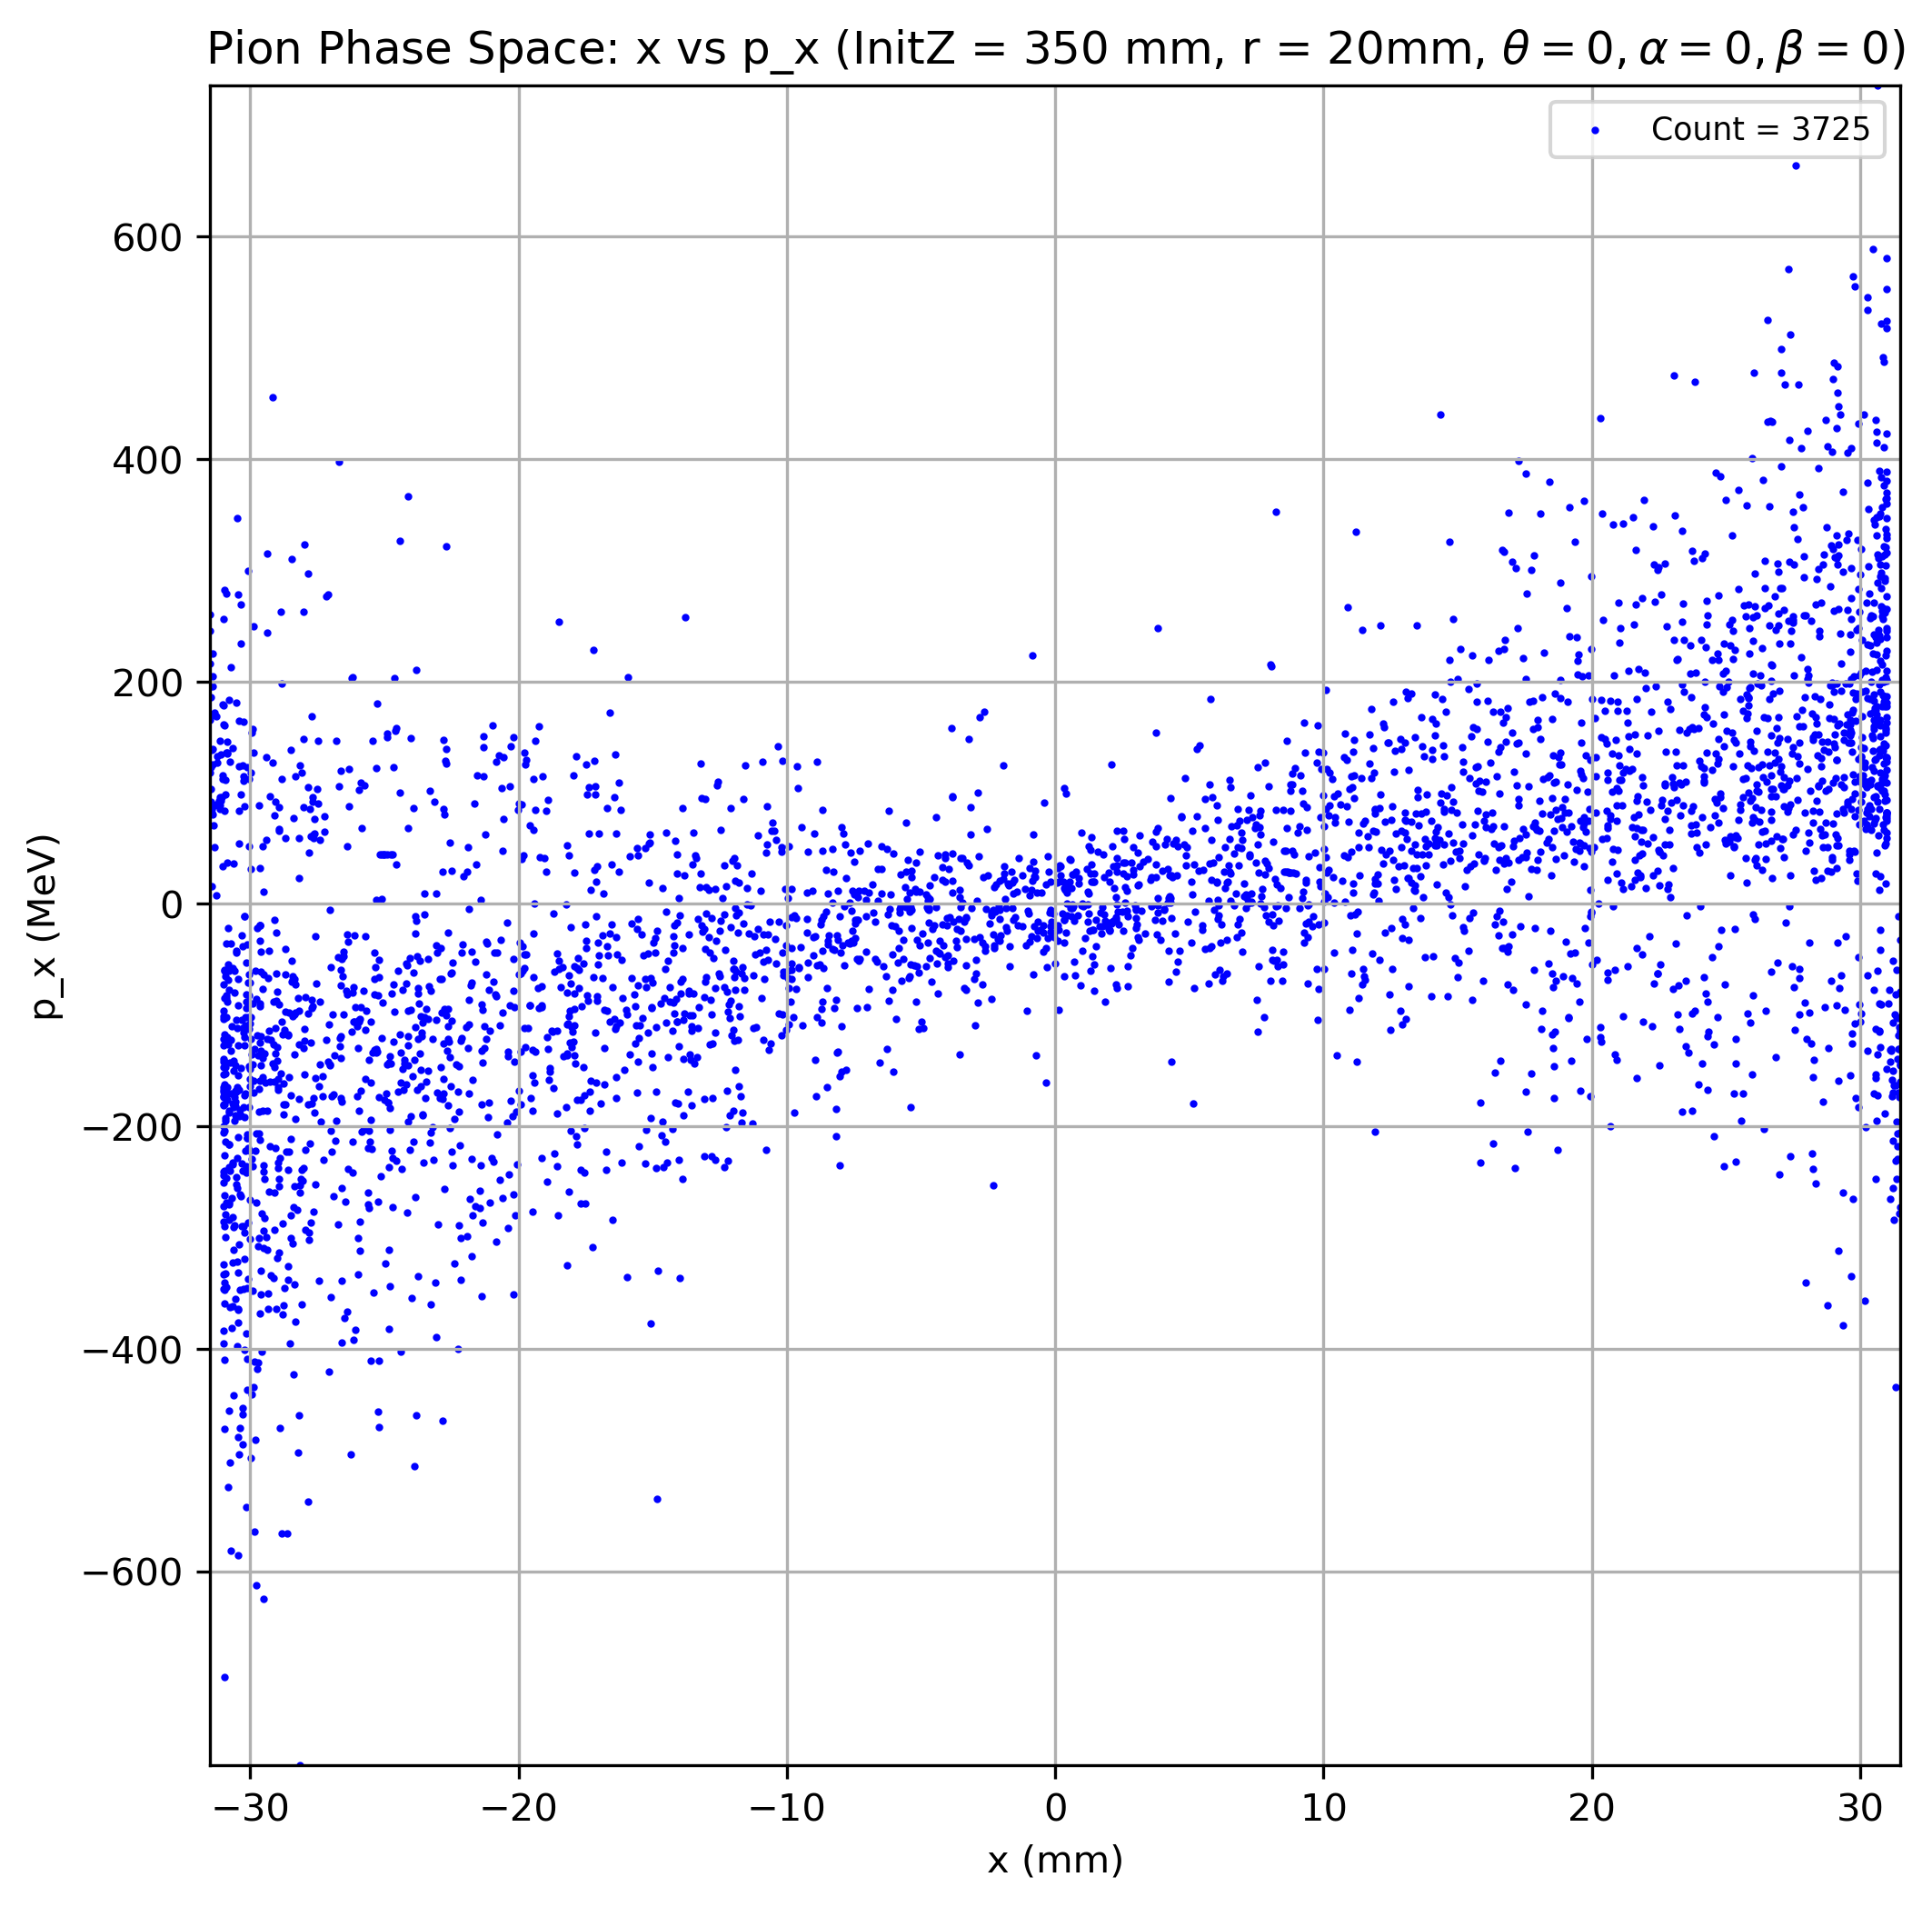 Pion Phase Space: x vs p_x (InitZ = 350 mm, r = 20mm, θ = 0, α = 0, β = 0)
Count = 3725
600
400
200
0
−200
−400
−600
p_x (MeV)
−30 −20 −10 0 10 20 30
x (mm)